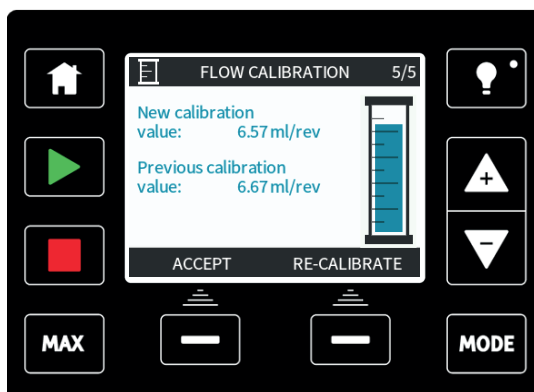 FLOW CALIBRATION 5/5
New calibration
value: 6.57 ml/rev
Previous calibration
value: 6.67 ml/rev
ACCEPT RE-CALIBRATE
MAX MODE